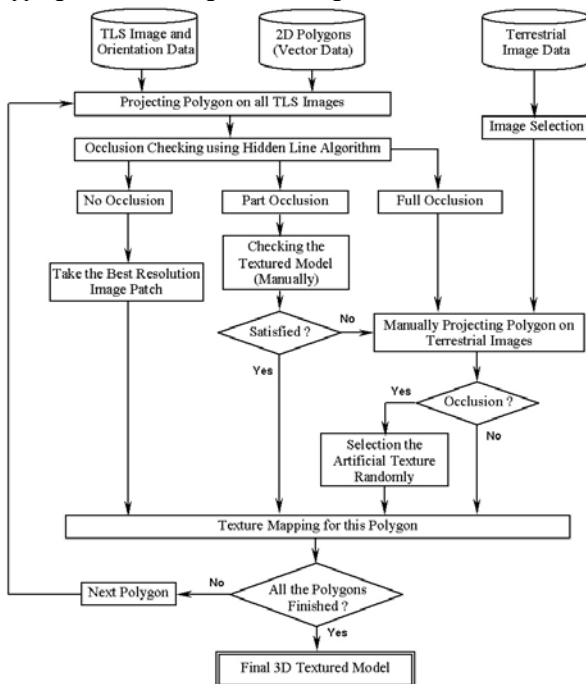 TLS Image and
Orientation Data
2D Polygons
(Vector Data)
Terrestrial
Image Data
Projecting Polygon on all TLS Images
Image Selection
Occlusion Checking using Hidden Line Algorithm
No Occlusion
Part Occlusion
Full Occlusion
Checking the
Textured Model
(Manually)
Take the Best Resolution
Image Patch
Satisfied ?
No
Manually Projecting Polygon on
Terrestrial Images
Yes
Yes
Occlusion ?
No
Selection the
Artificial Texture
Randomly
Texture Mapping for this Polygon
Next Polygon
No
All the Polygons
Finished ?
Yes
Final 3D Textured Model